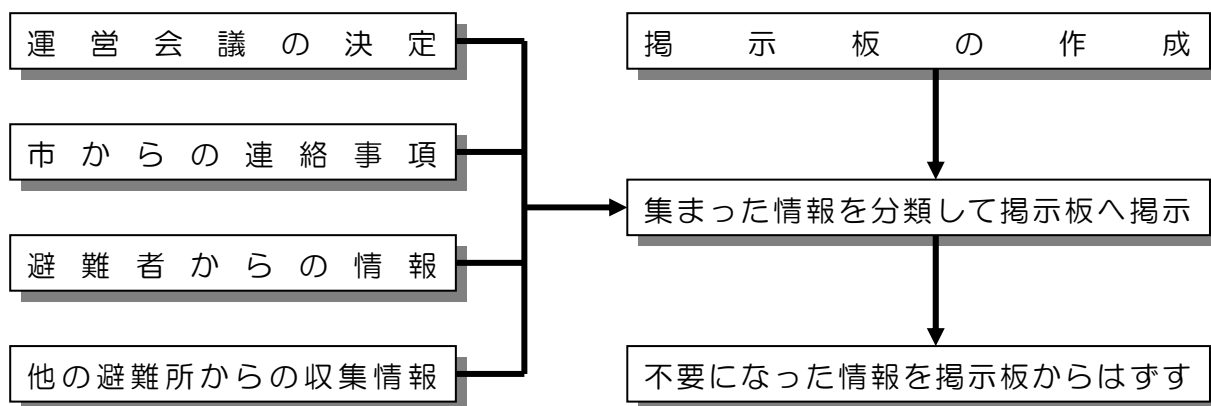 運営会議の決定
市からの連絡事項
避難者からの情報
他の避難所からの収集情報
掲示板の作成
集まった情報を分類して掲示板へ掲示
不要になった情報を掲示板からはずす